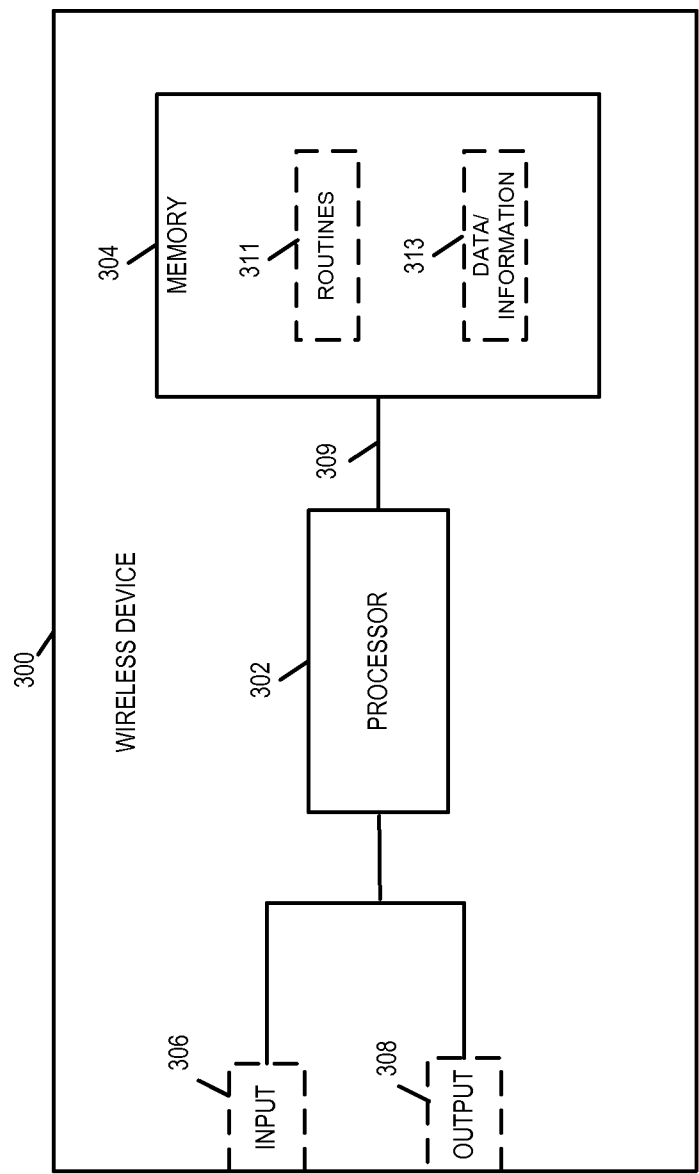 300
WIRELESS DEVICE
306
INPUT
308
OUTPUT
302
PROCESSOR
309
304
MEMORY
311
ROUTINES
313
DATA/
INFORMATION